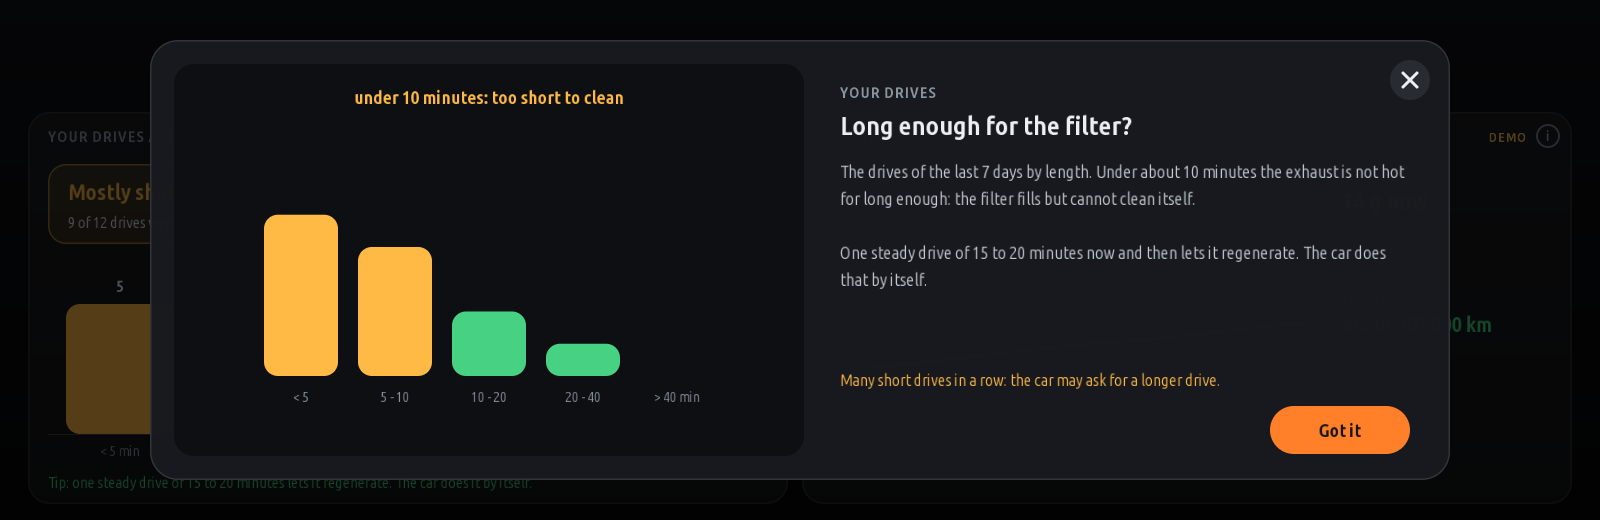 YOUR DRIVES
DEMO
i
Mostly
9 of 12 drives
5
< 5 min
Tip: one steady drive of 15 to 20 minutes lets it regenerate. The car does it by itself.
km
under 10 minutes: too short to clean
< 5
5 - 10
10 - 20
20 - 40
> 40 min
YOUR DRIVES
Long enough for the filter?
The drives of the last 7 days by length. Under about 10 minutes the exhaust is not hot
for long enough: the filter fills but cannot clean itself.
One steady drive of 15 to 20 minutes now and then lets it regenerate. The car does
that by itself.
Many short drives in a row: the car may ask for a longer drive.
Got it